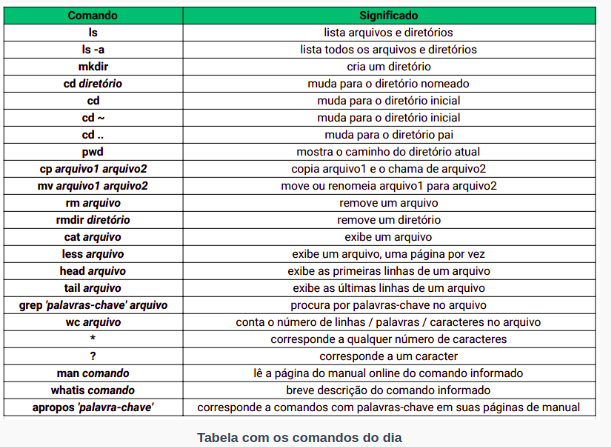 Comando Significado
ls lista arquivos e diretórios
ls -a lista todos os arquivos e diretórios
mkdir cria um diretório
cd diretório muda para o diretório nomeado
cd muda para o diretório inicial
cd ~ muda para o diretório inicial
cd .. muda para o diretório pai
pwd mostra o caminho do diretório atual
cp arquivo1 arquivo2 copia arquivo1 e o chama de arquivo2
mv arquivo1 arquivo2 move ou renomeia arquivo1 para arquivo2
rm arquivo remove um arquivo
rmdir diretório remove um diretório
cat arquivo exibe um arquivo
less arquivo exibe um arquivo, uma página por vez
head arquivo exibe as primeiras linhas de um arquivo
tail arquivo exibe as últimas linhas de um arquivo
grep 'palavras-chave' arquivo procura por palavras-chave no arquivo
wc arquivo conta o número de linhas / palavras / caracteres no arquivo
* corresponde a qualquer número de caracteres
? corresponde a um caracter
man comando lê a página do manual online do comando informado
whatis comando breve descrição do comando informado
apropos 'palavra-chave' corresponde a comandos com palavras-chave em suas páginas de manual
Tabela com os comandos do dia